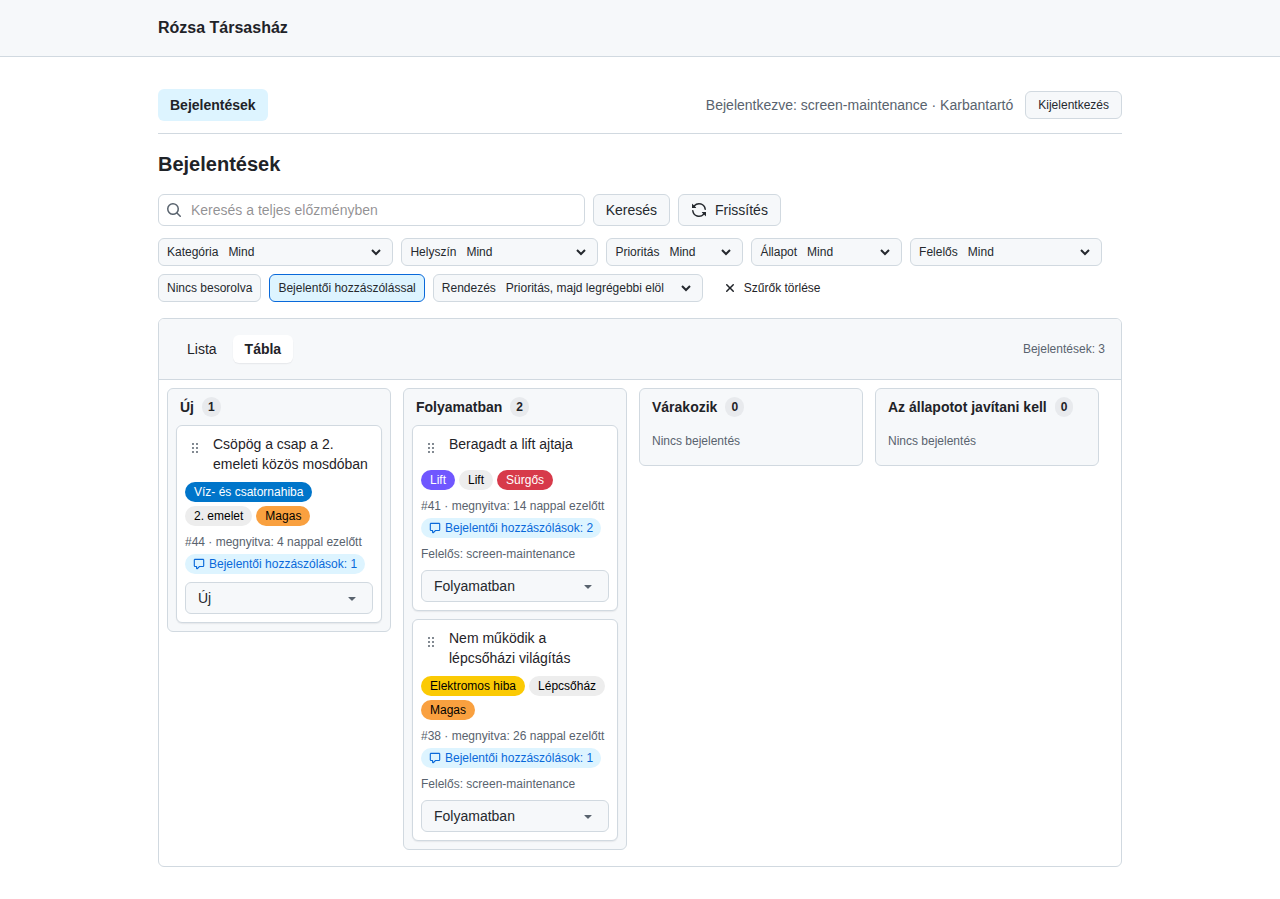 Rózsa Társasház
Bejelentések
Bejelentkezve: screen-maintenance · Karbantartó
Kijelentkezés
Bejelentések
Keresés a teljes előzményben
Keresés
Frissítés
Kategória Mind
Helyszín Mind
Prioritás Mind
Állapot Mind
Felelős Mind
Nincs besorolva
Bejelentői hozzászólással
Rendezés Prioritás, majd legrégebbi elöl
Szűrők törlése
Lista
Tábla
Bejelentések: 3
Új 1
Csöpög a csap a 2.
emeleti közös mosdóban
Víz- és csatornahiba
2. emelet Magas
#44 · megnyitva: 4 nappal ezelőtt
Bejelentői hozzászólások: 1
Új
Folyamatban 2
Beragadt a lift ajtaja
Lift Lift Sürgős
#41 · megnyitva: 14 nappal ezelőtt
Bejelentői hozzászólások: 2
Felelős: screen-maintenance
Folyamatban
Nem működik a
lépcsőházi világítás
Elektromos hiba Lépcsőház
Magas
#38 · megnyitva: 26 nappal ezelőtt
Bejelentői hozzászólások: 1
Felelős: screen-maintenance
Folyamatban
Várakozik 0
Nincs bejelentés
Az állapotot javítani kell 0
Nincs bejelentés